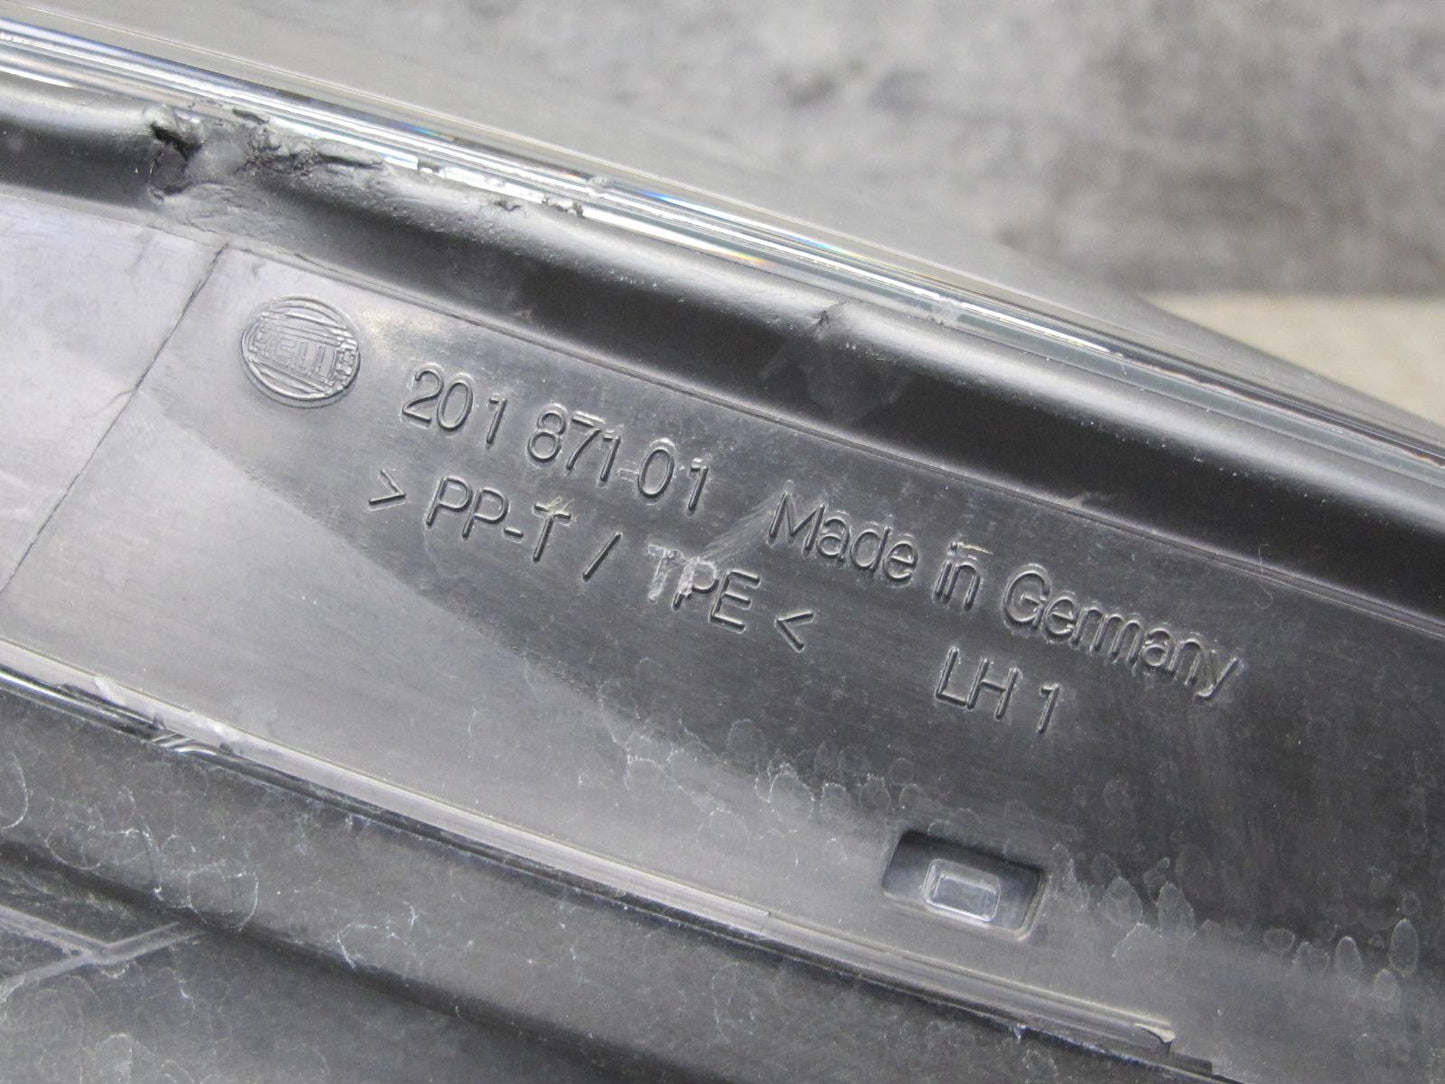 HELLA
201 871-01
Made in Germany
> PP-T / TPE <
LH 1